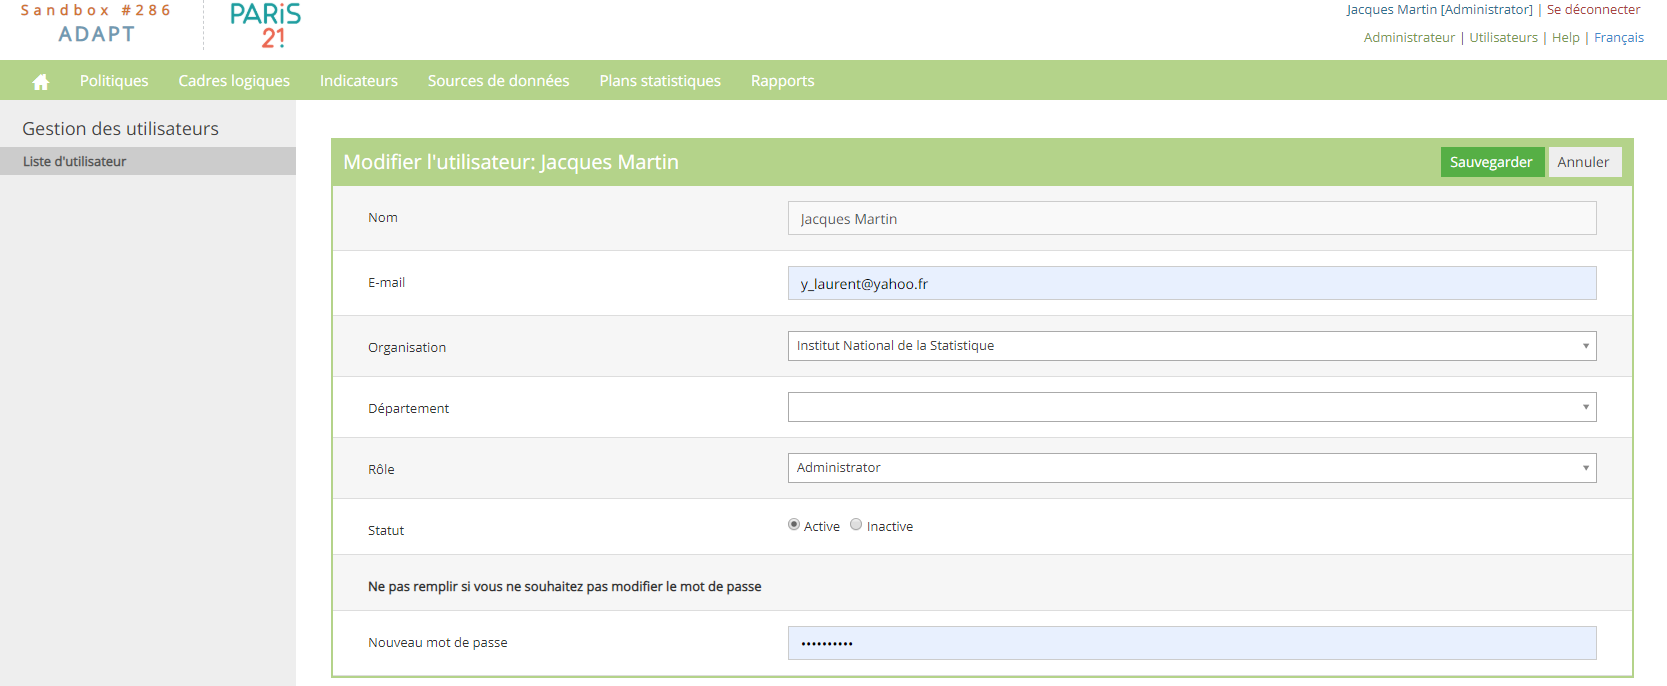 Sandbox #286
ADAPT
PARiS
21
Jacques Martin [Administrator] | Se déconnecter
Administrateur | Utilisateurs | Help | Français
Politiques Cadres logiques Indicateurs Sources de données Plans statistiques Rapports
Gestion des utilisateurs
Liste d'utilisateur
Modifier l'utilisateur: Jacques Martin
Sauvegarder Annuler
Nom Jacques Martin
E-mail y_laurent@yahoo.fr
Organisation Institut National de la Statistique
Département
Rôle Administrator
Statut Active Inactive
Ne pas remplir si vous ne souhaitez pas modifier le mot de passe
Nouveau mot de passe ••••••••••